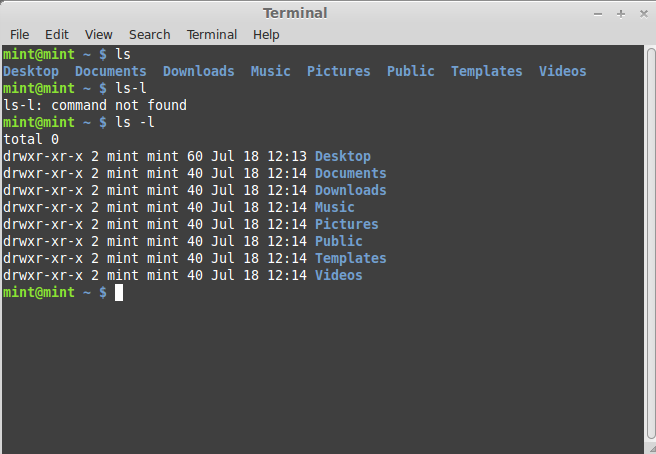 Terminal
File Edit View Search Terminal Help
mint@mint ~ $ ls
Desktop  Documents  Downloads  Music  Pictures  Public  Templates  Videos
mint@mint ~ $ ls-l
ls-l: command not found
mint@mint ~ $ ls -l
total 0
drwxr-xr-x 2 mint mint 60 Jul 18 12:13 Desktop
drwxr-xr-x 2 mint mint 40 Jul 18 12:14 Documents
drwxr-xr-x 2 mint mint 40 Jul 18 12:14 Downloads
drwxr-xr-x 2 mint mint 40 Jul 18 12:14 Music
drwxr-xr-x 2 mint mint 40 Jul 18 12:14 Pictures
drwxr-xr-x 2 mint mint 40 Jul 18 12:14 Public
drwxr-xr-x 2 mint mint 40 Jul 18 12:14 Templates
drwxr-xr-x 2 mint mint 40 Jul 18 12:14 Videos
mint@mint ~ $